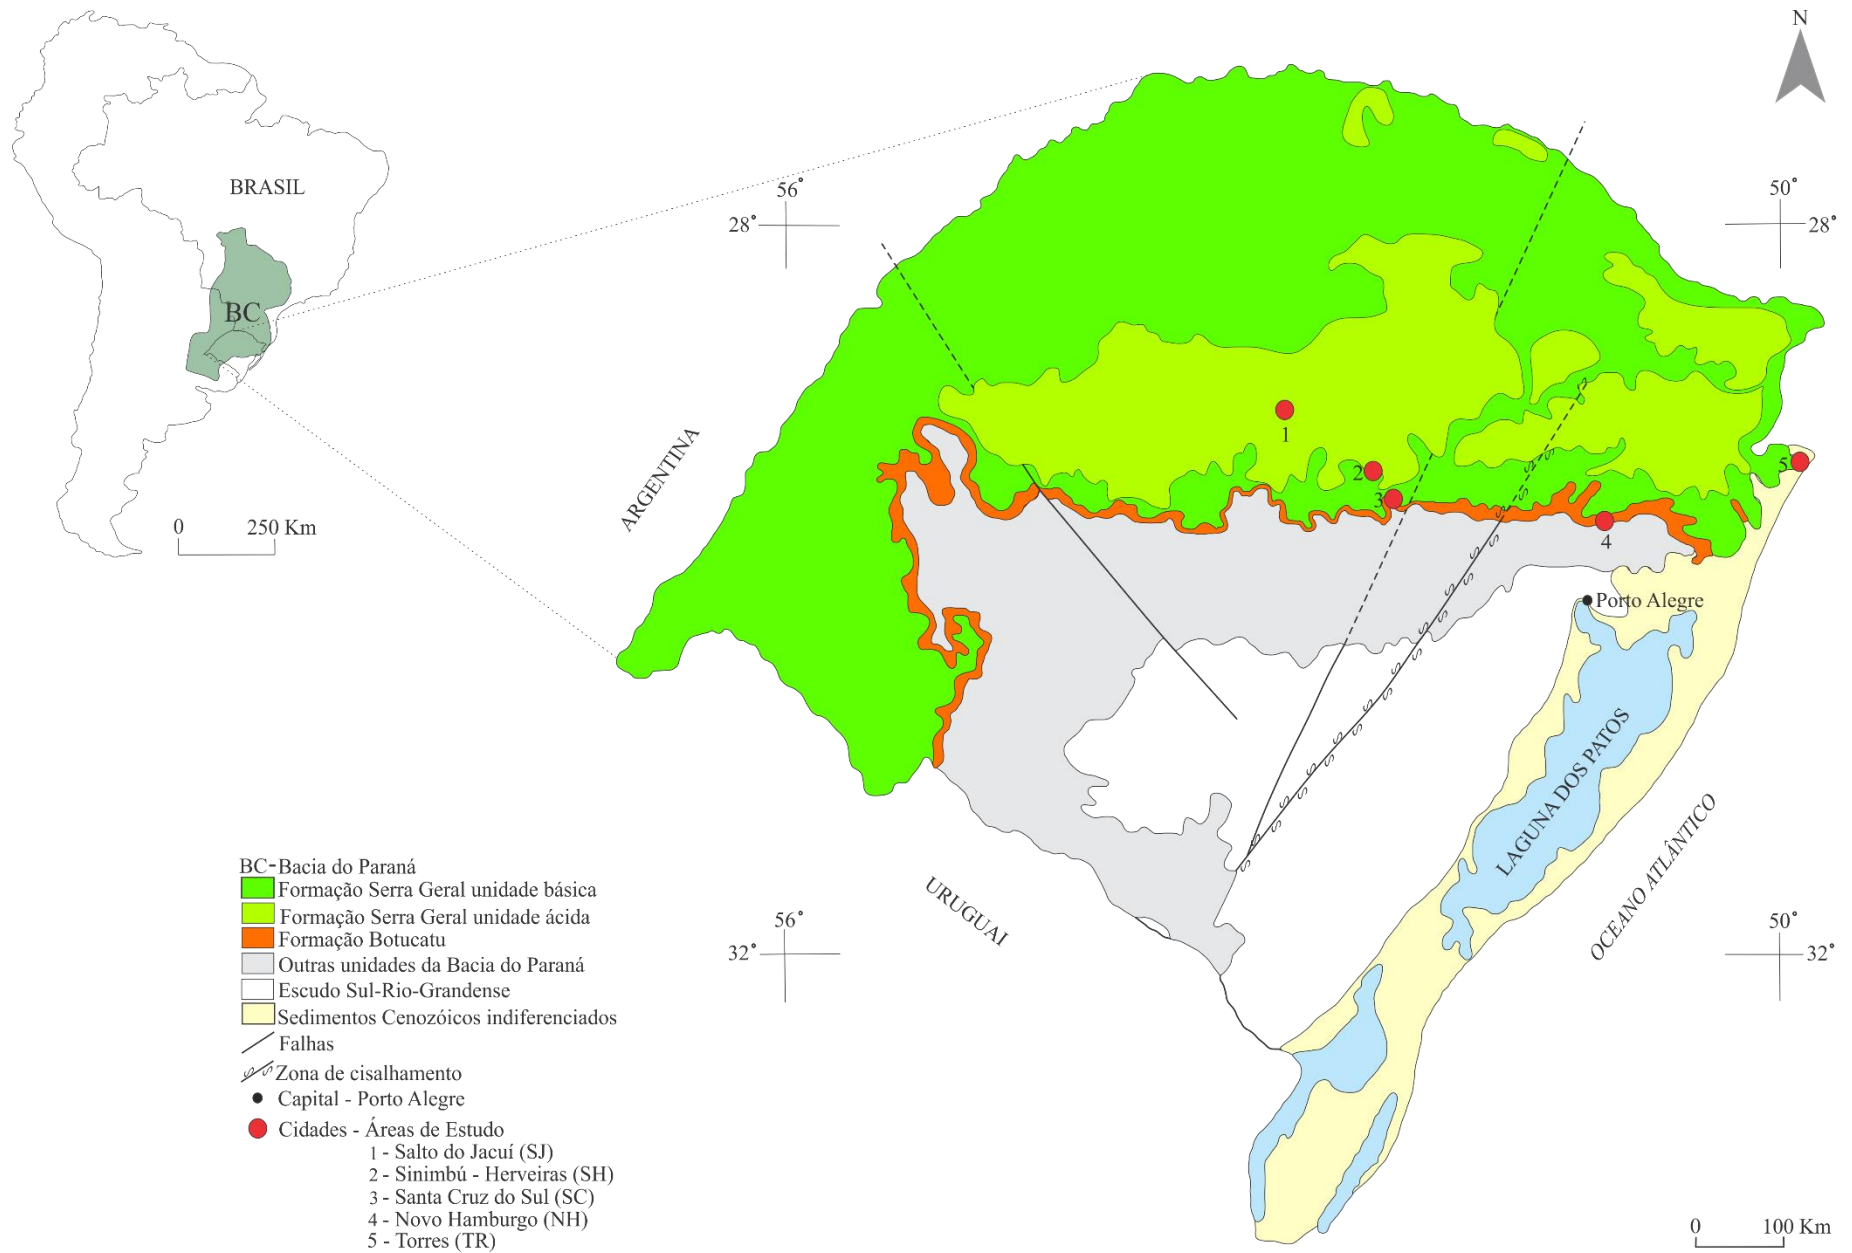 N
BRASIL
56°
28°
50°
28°
BC
ARGENTINA
1
2
3
5
4
0 250 Km
Porto Alegre
LAGUNA DOS PATOS
OCEANO ATLÂNTICO
URUGUAI
56°
32°
50°
32°
BC-Bacia do Paraná
Formação Serra Geral unidade básica
Formação Serra Geral unidade ácida
Formação Botucatu
Outras unidades da Bacia do Paraná
Escudo Sul-Rio-Grandense
Sedimentos Cenozóicos indiferenciados
Falhas
Zona de cisalhamento
Capital - Porto Alegre
Cidades - Áreas de Estudo
1 - Salto do Jacuí (SJ)
2 - Sinimbú - Herveiras (SH)
3 - Santa Cruz do Sul (SC)
4 - Novo Hamburgo (NH)
5 - Torres (TR)
0 100 Km